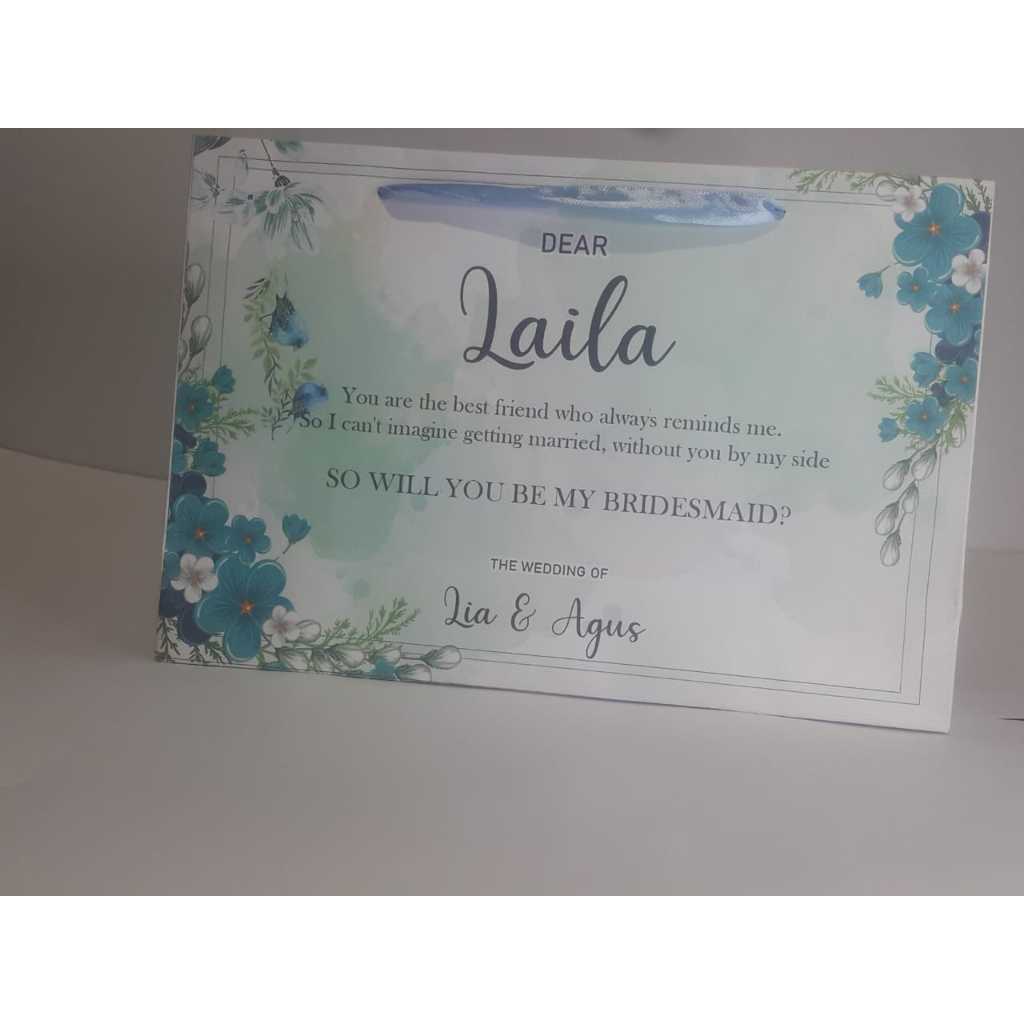 DEAR
Laila
You are the best friend who always reminds me.
So I can't imagine getting married, without you by my side
SO WILL YOU BE MY BRIDESMAID?
THE WEDDING OF
Lia & Agus